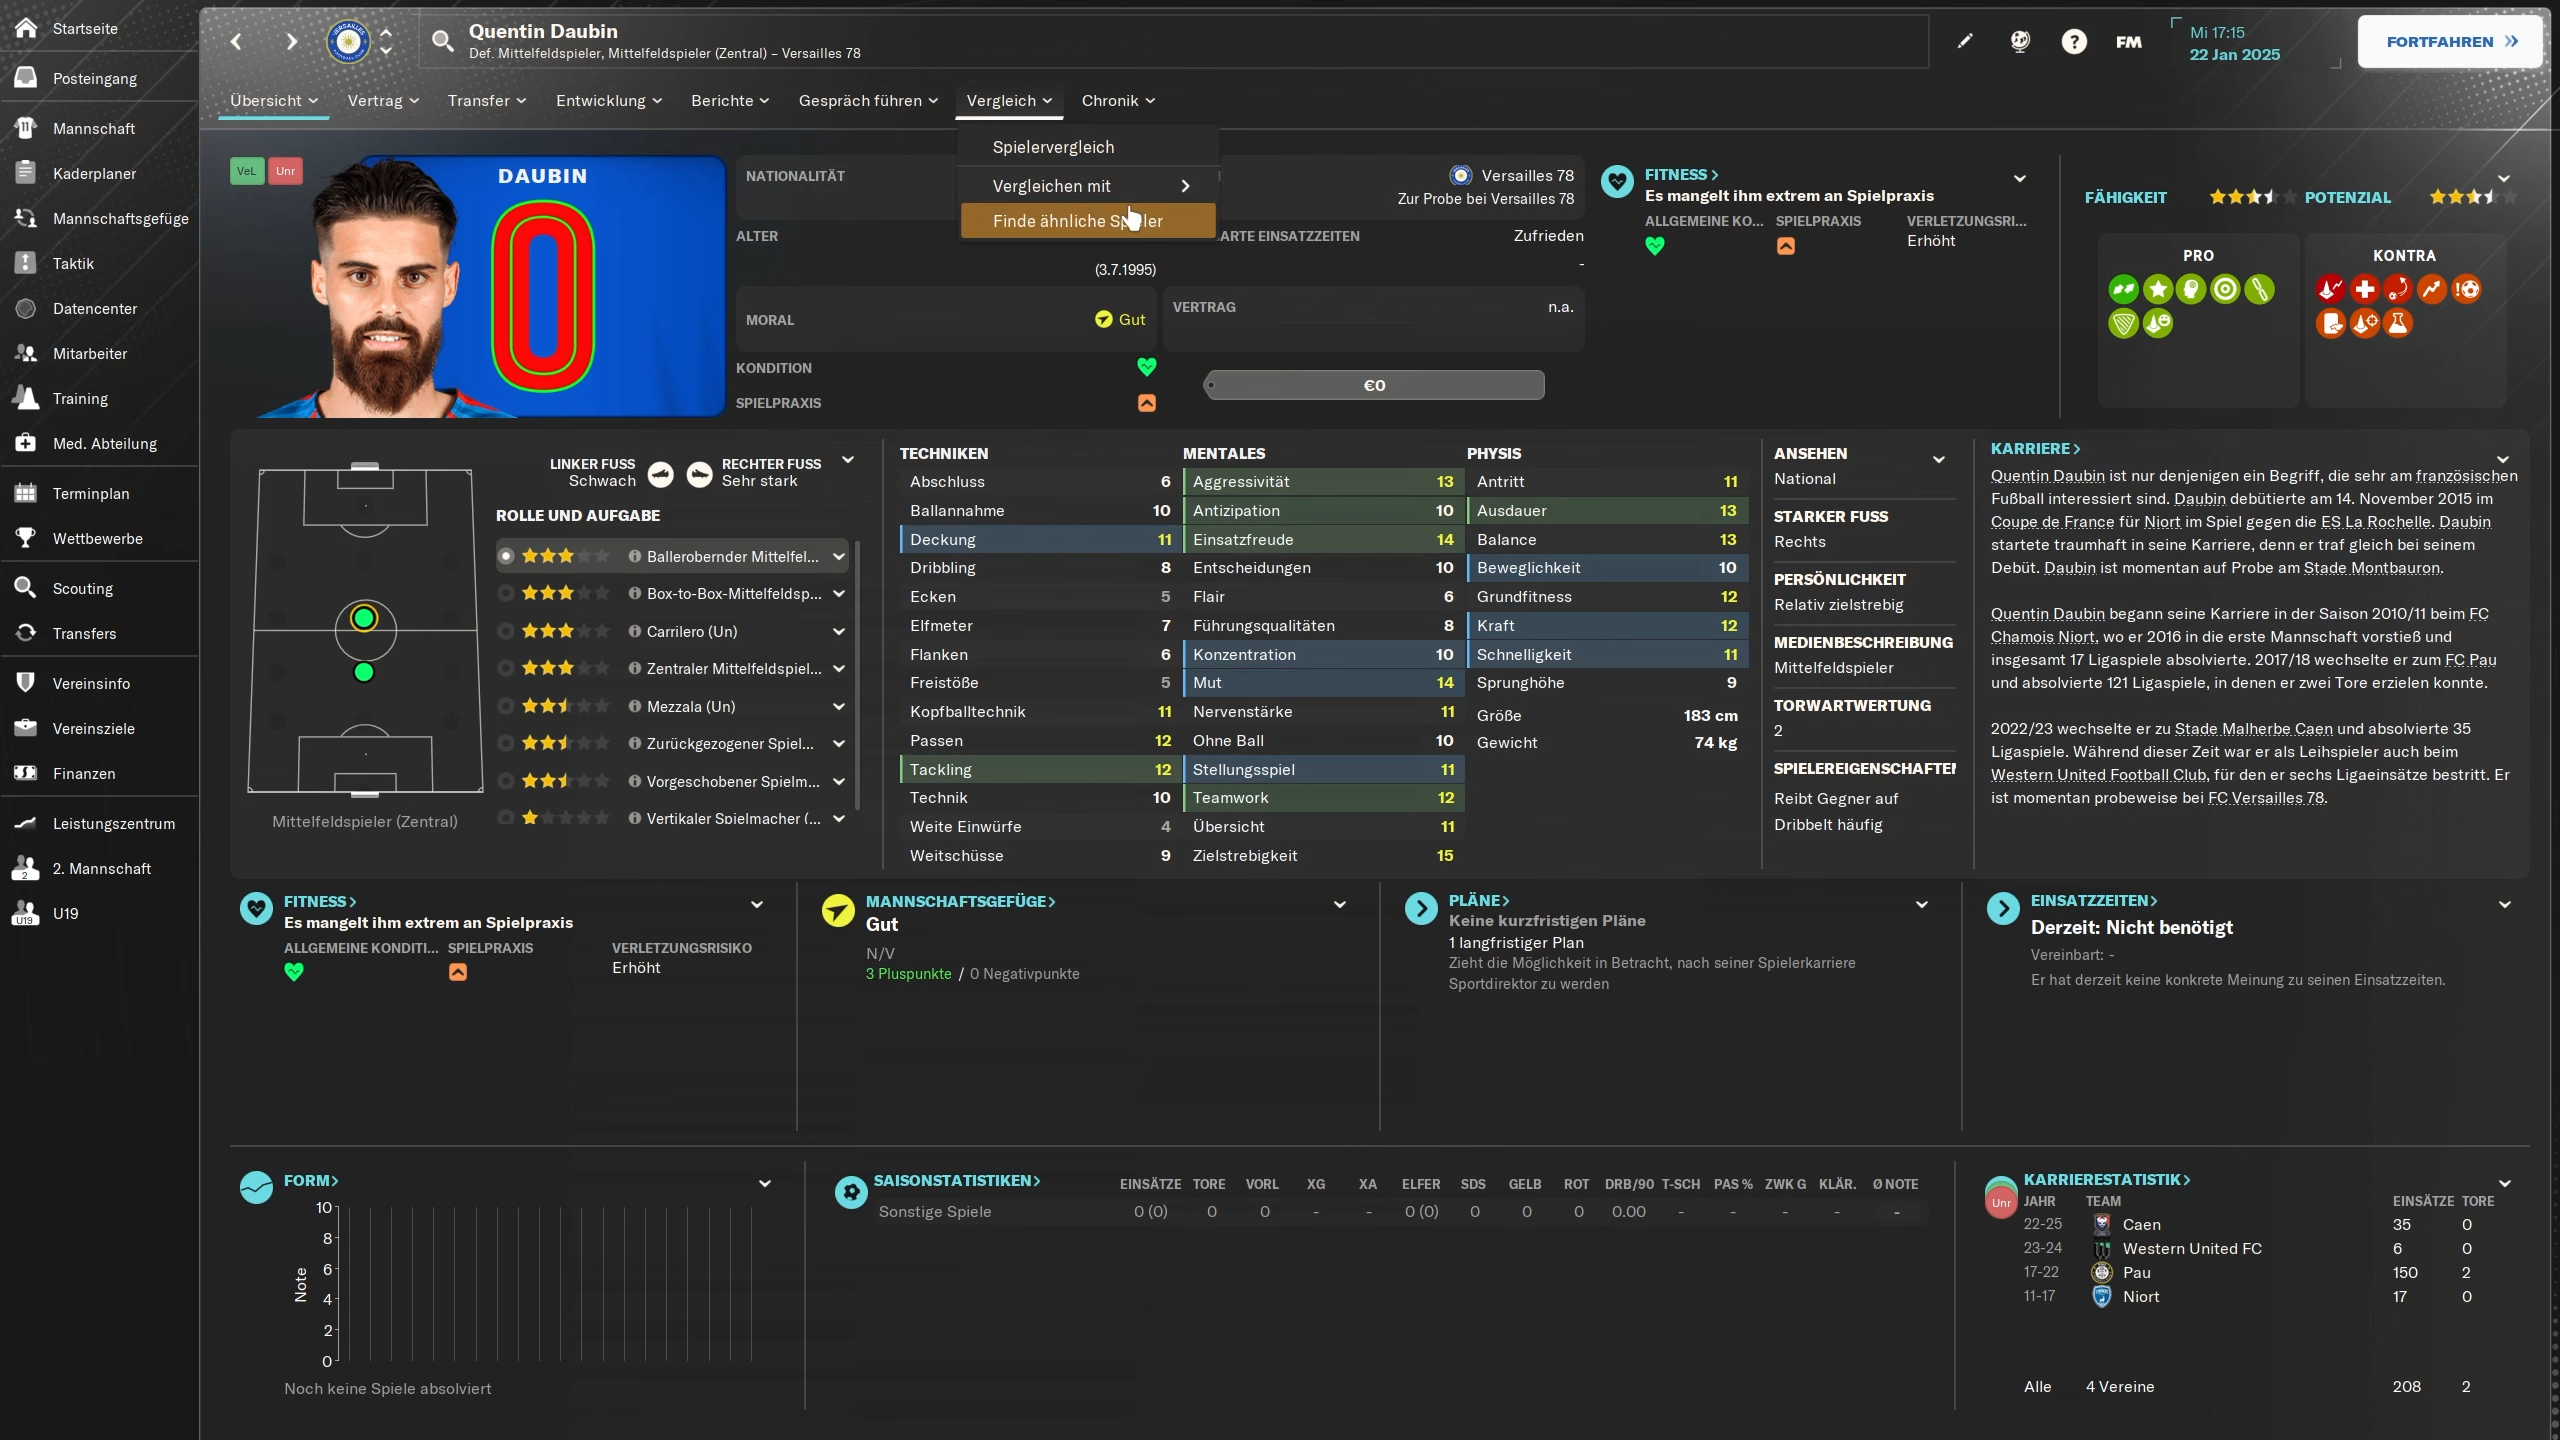 Startseite
Posteingang
Mannschaft
Kaderplaner
Mannschaftsgefüge
Taktik
Datencenter
Mitarbeiter
Training
Med. Abteilung
Terminplan
Wettbewerbe
Scouting
Transfers
Vereinsinfo
Vereinsziele
Finanzen
Leistungszentrum
2. Mannschaft
U19
Quentin Daubin
Def. Mittelfeldspieler, Mittelfeldspieler (Zentral) – Versailles 78
FM
Mi 17:15
22 Jan 2025
FORTFAHREN
Übersicht
Vertrag
Transfer
Entwicklung
Berichte
Gespräch führen
Vergleich
Chronik
Spielervergleich
Vergleichen mit
Finde ähnliche
VeL Unr
DAUBIN
0
NATIONALITÄT
ALTER
(3.7.1995)
MORAL
Gut
KONDITION
SPIELPRAXIS
Versailles 78
Zur Probe bei Versailles 78
ARTE EINSATZZEITEN Zufrieden
-
VERTRAG n.a.
€0
FITNESS
Es mangelt ihm extrem an Spielpraxis
ALLGEMEINE KO... SPIELPRAXIS VERLETZUNGSRI...
Erhöht
FÄHIGKEIT POTENZIAL
PRO KONTRA
LINKER FUSS
Schwach
RECHTER FUSS
Sehr stark
ROLLE UND AUFGABE
Ballerobernder Mittelfel...
Box-to-Box-Mittelfeldsp...
Carrilero (Un)
Zentraler Mittelfeldspiel...
Mezzala (Un)
Zurückgezogener Spiel...
Vorgeschobener Spielm...
Vertikaler Spielmacher (...
Mittelfeldspieler (Zentral)
TECHNIKEN
Abschluss 6
Ballannahme 10
Deckung 11
Dribbling 8
Ecken 5
Elfmeter 7
Flanken 6
Freistöße 5
Kopfballtechnik 11
Passen 12
Tackling 12
Technik 10
Weite Einwürfe 4
Weitschüsse 9
MENTALES
Aggressivität 13
Antizipation 10
Einsatzfreude 14
Entscheidungen 10
Flair 6
Führungsqualitäten 8
Konzentration 10
Mut 14
Nervenstärke 11
Ohne Ball 10
Stellungsspiel 11
Teamwork 12
Übersicht 11
Zielstrebigkeit 15
PHYSIS
Antritt 11
Ausdauer 13
Balance 13
Beweglichkeit 10
Grundfitness 12
Kraft 12
Schnelligkeit 11
Sprunghöhe 9
Größe 183 cm
Gewicht 74 kg
ANSEHEN
National
STARKER FUSS
Rechts
PERSÖNLICHKEIT
Relativ zielstrebig
MEDIENBESCHREIBUNG
Mittelfeldspieler
TORWARTWERTUNG
2
SPIELEREIGENSCHAFTEN
Reibt Gegner auf
Dribbelt häufig
KARRIERE
Quentin Daubin ist nur denjenigen ein Begriff, die sehr am französischen
Fußball interessiert sind. Daubin debütierte am 14. November 2015 im
Coupe de France für Niort im Spiel gegen die ES La Rochelle. Daubin
startete traumhaft in seine Karriere, denn er traf gleich bei seinem
Debüt. Daubin ist momentan auf Probe am Stade Montbauron.
Quentin Daubin begann seine Karriere in der Saison 2010/11 beim FC
Chamois Niort, wo er 2016 in die erste Mannschaft vorstieß und
insgesamt 17 Ligaspiele absolvierte. 2017/18 wechselte er zum FC Pau
und absolvierte 121 Ligaspiele, in denen er zwei Tore erzielen konnte.
2022/23 wechselte er zu Stade Malherbe Caen und absolvierte 35
Ligaspiele. Während dieser Zeit war er als Leihspieler auch beim
Western United Football Club, für den er sechs Ligaeinsätze bestritt. Er
ist momentan probeweise bei FC Versailles 78.
FITNESS
Es mangelt ihm extrem an Spielpraxis
ALLGEMEINE KONDITI... SPIELPRAXIS VERLETZUNGSRISIKO
Erhöht
MANNSCHAFTSGEFÜGE
Gut
N/V
3 Pluspunkte / 0 Negativpunkte
PLÄNE
Keine kurzfristigen Pläne
1 langfristiger Plan
Zieht die Möglichkeit in Betracht, nach seiner Spielerkarriere
Sportdirektor zu werden
EINSATZZEITEN
Derzeit: Nicht benötigt
Vereinbart: -
Er hat derzeit keine konkrete Meinung zu seinen Einsatzzeiten.
FORM
Note
10
8
6
4
2
0
Noch keine Spiele absolviert
SAISONSTATISTIKEN EINSÄTZE TORE VORL XG XA ELFER SDS GELB ROT DRB/90 T-SCH PAS % ZWK G KLÄR. Ø NOTE
Sonstige Spiele 0 (0) 0 0 - - 0 (0) 0 0 0 0.00 - - - - -
Unr
KARRIERESTATISTIK
JAHR TEAM EINSÄTZE TORE
22-25 Caen 35 0
23-24 Western United FC 6 0
17-22 Pau 150 2
11-17 Niort 17 0
Alle 4 Vereine 208 2